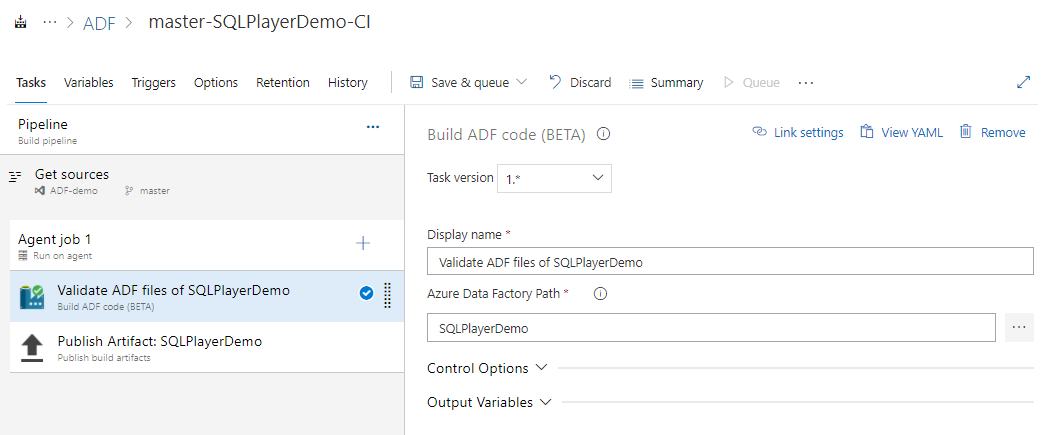 ADF
master-SQLPlayerDemo-CI
Tasks Variables Triggers Options Retention History Save & queue Discard Summary Queue
Pipeline
Build pipeline
Get sources
ADF-demo master
Agent job 1
Run on agent
Validate ADF files of SQLPlayerDemo
Build ADF code (BETA)
Publish Artifact: SQLPlayerDemo
Publish build artifacts
Build ADF code (BETA) Link settings View YAML Remove
Task version 1.*
Display name *
Validate ADF files of SQLPlayerDemo
Azure Data Factory Path *
SQLPlayerDemo
Control Options
Output Variables